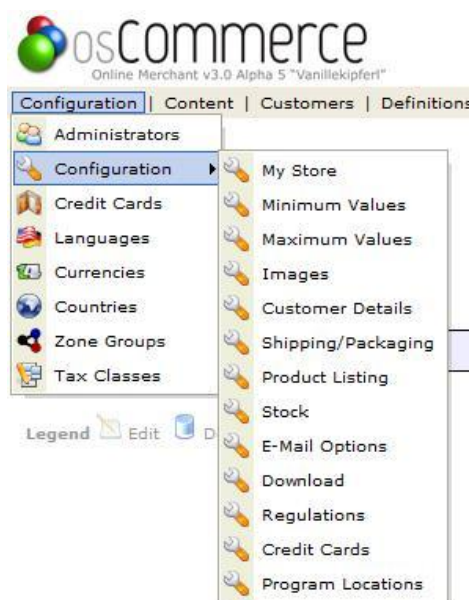 osCommerce
Online Merchant v3.0 Alpha 5 "Vanillekipferl"
Configuration | Content | Customers | Definitions
Administrators
Configuration
Credit Cards
Languages
Currencies
Countries
Zone Groups
Tax Classes
My Store
Minimum Values
Maximum Values
Images
Customer Details
Shipping/Packaging
Product Listing
Stock
E-Mail Options
Download
Regulations
Credit Cards
Program Locations
Legend Edit D